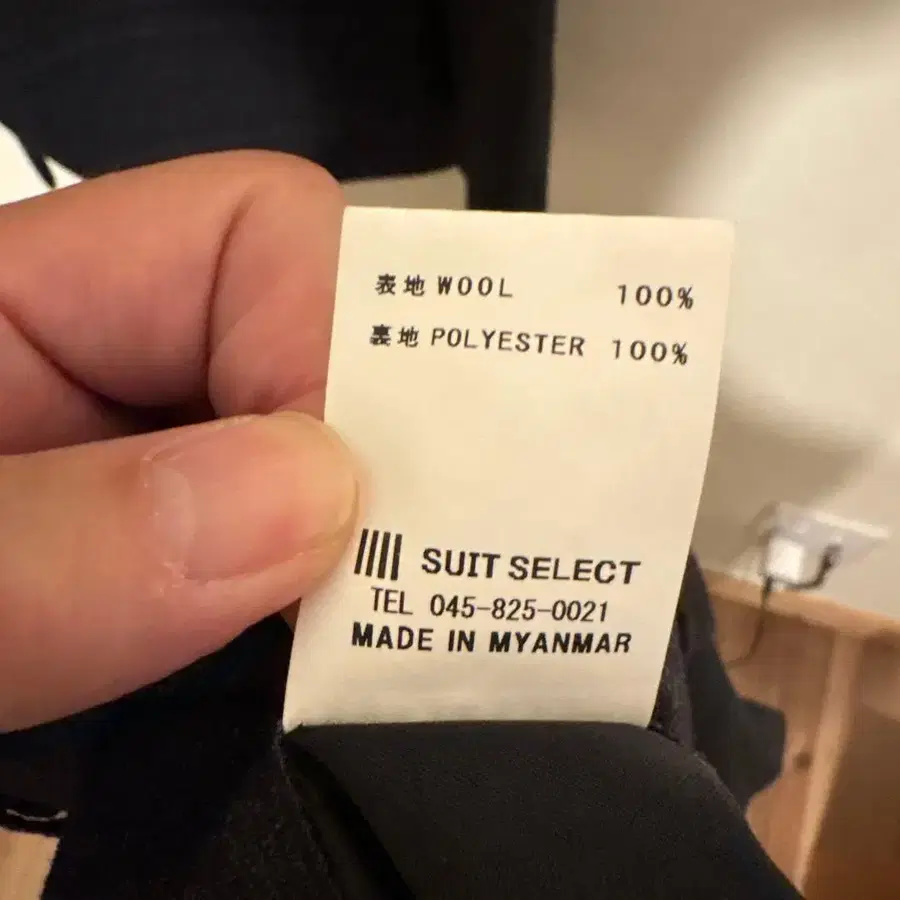 表地 WOOL 100%
裏地 POLYESTER 100%
SUIT SELECT
TEL 045-825-0021
MADE IN MYANMAR